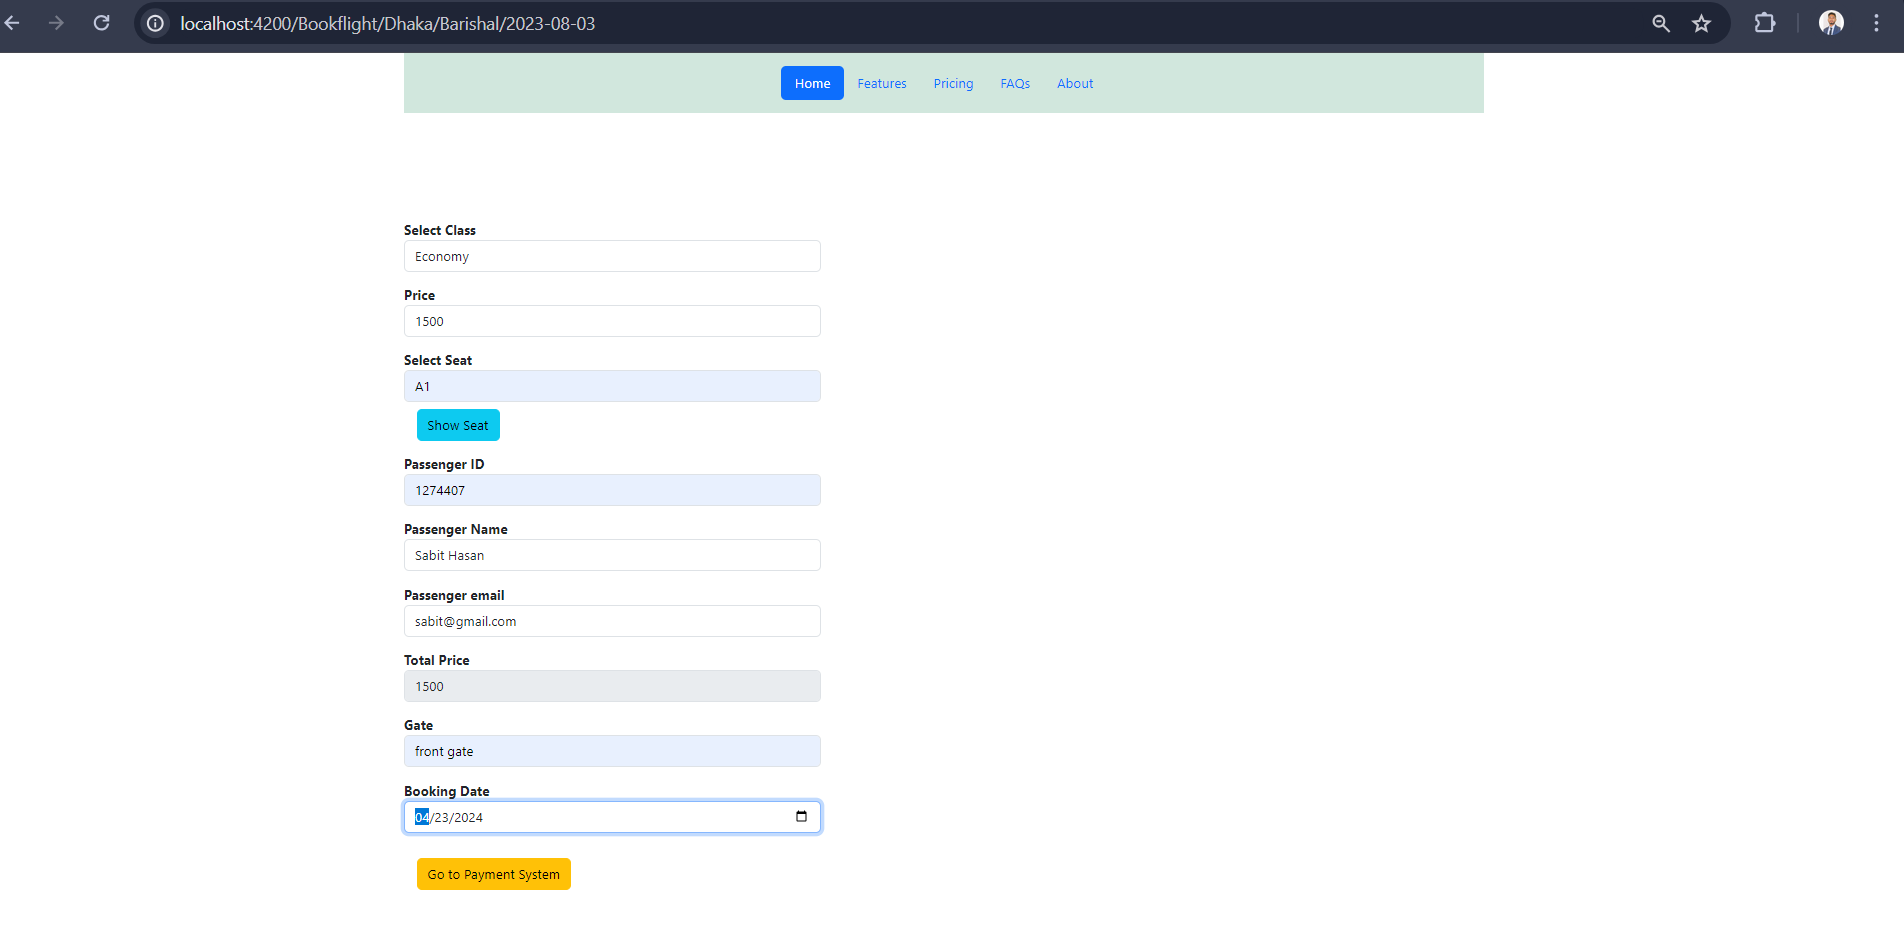 localhost:4200/Bookflight/Dhaka/Barishal/2023-08-03
Home Features Pricing FAQs About
Select Class
Economy
Price
1500
Select Seat
A1
Show Seat
Passenger ID
1274407
Passenger Name
Sabit Hasan
Passenger email
sabit@gmail.com
Total Price
1500
Gate
front gate
Booking Date
04/23/2024
Go to Payment System